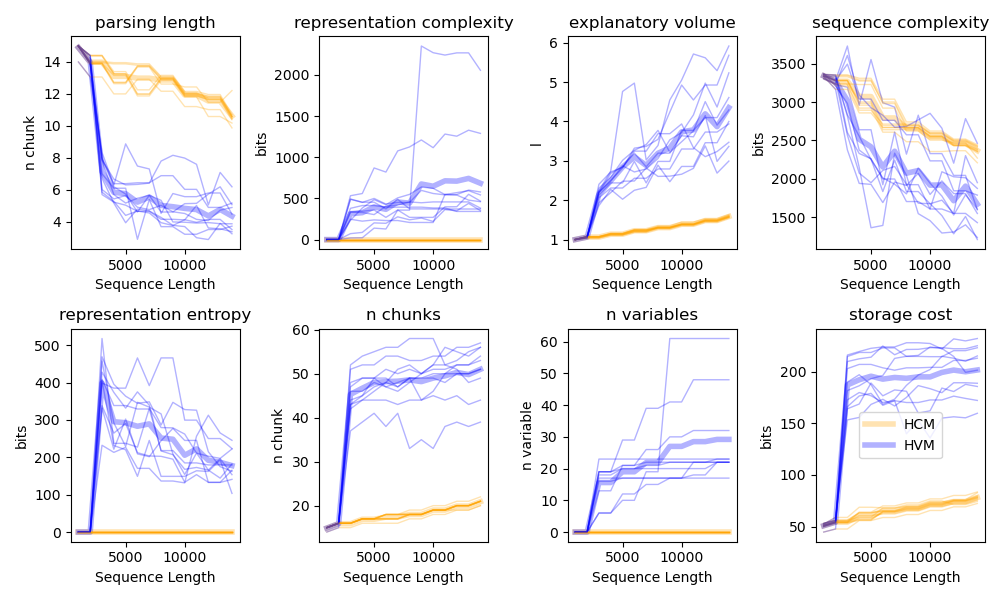 parsing length
n chunk
14
12
10
8
6
4
5000 10000
Sequence Length
representation complexity
bits
2000
1500
1000
500
0
5000 10000
Sequence Length
explanatory volume
l
6
5
4
3
2
1
5000 10000
Sequence Length
sequence complexity
bits
3500
3000
2500
2000
1500
5000 10000
Sequence Length
representation entropy
bits
500
400
300
200
100
0
5000 10000
Sequence Length
n chunks
n chunk
60
50
40
30
20
5000 10000
Sequence Length
n variables
n variable
60
50
40
30
20
10
0
5000 10000
Sequence Length
storage cost
bits
200
150
100
50
HCM
HVM
5000 10000
Sequence Length